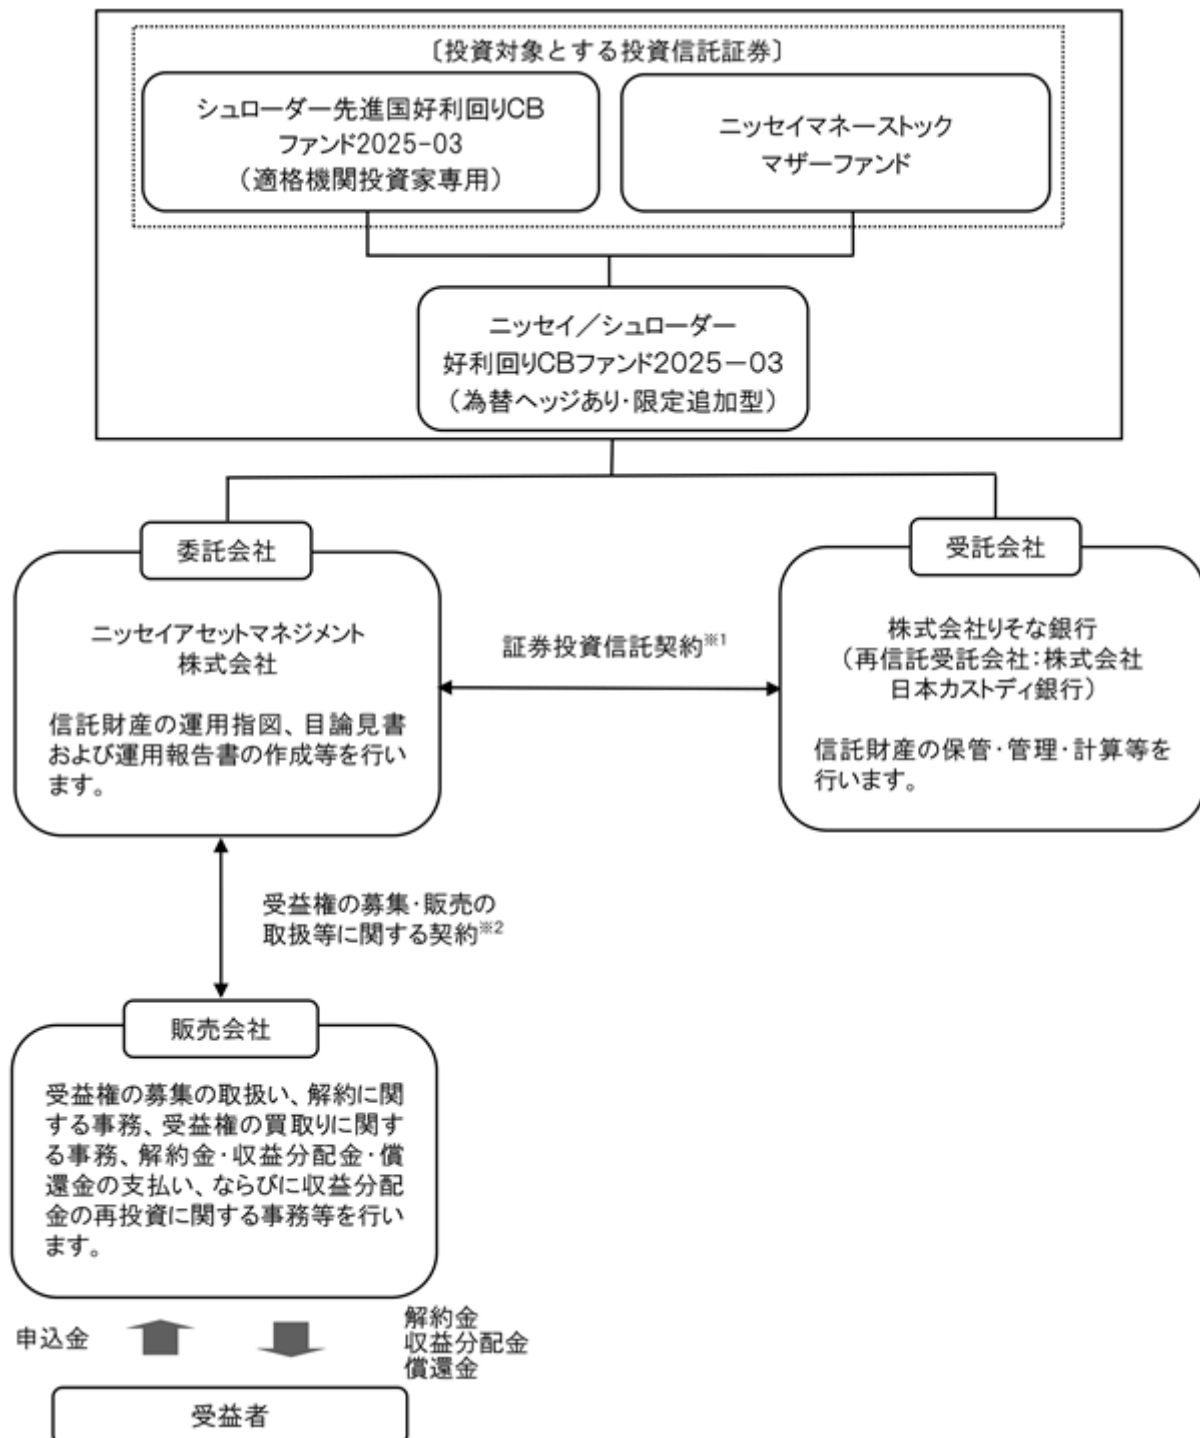 〔投資対象とする投資信託証券〕
シュローダー先進国好利回りCB
ファンド2025-03
（適格機関投資家専用）
ニッセイマネーストック
マザーファンド
ニッセイ／シュローダー
好利回りCBファンド2025－03
（為替ヘッジあり・限定追加型）
委託会社
ニッセイアセットマネジメント
株式会社
信託財産の運用指図、目論見書
および運用報告書の作成等を行い
ます。
証券投資信託契約※1
受託会社
株式会社りそな銀行
（再信託受託会社：株式会社
日本カストディ銀行）
信託財産の保管・管理・計算等を
行います。
受益権の募集・販売の
取扱等に関する契約※2
販売会社
受益権の募集の取扱い、解約に関
する事務、受益権の買取りに関す
る事務、解約金・収益分配金・償
還金の支払い、ならびに収益分配
金の再投資に関する事務等を行い
ます。
申込金
解約金
収益分配金
償還金
受益者